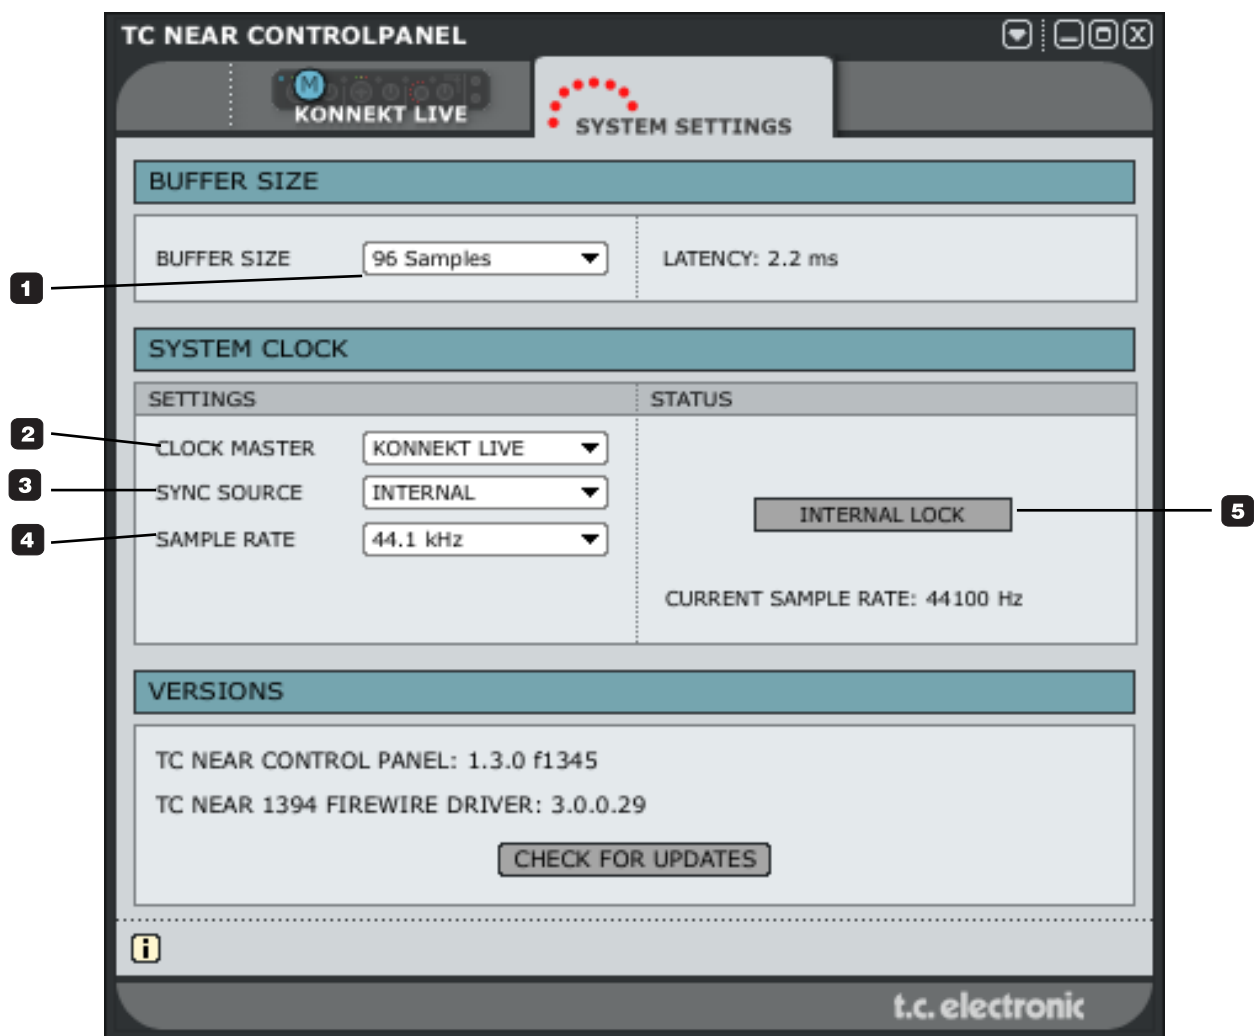 TC NEAR CONTROLPANEL
M
KONNEKT LIVE
SYSTEM SETTINGS
BUFFER SIZE
BUFFER SIZE 96 Samples LATENCY: 2.2 ms
1
SYSTEM CLOCK
SETTINGS STATUS
2 CLOCK MASTER KONNEKT LIVE
3 SYNC SOURCE INTERNAL
INTERNAL LOCK 5
4 SAMPLE RATE 44.1 kHz
CURRENT SAMPLE RATE: 44100 Hz
VERSIONS
TC NEAR CONTROL PANEL: 1.3.0 f1345
TC NEAR 1394 FIREWIRE DRIVER: 3.0.0.29
CHECK FOR UPDATES
i
t.c. electronic